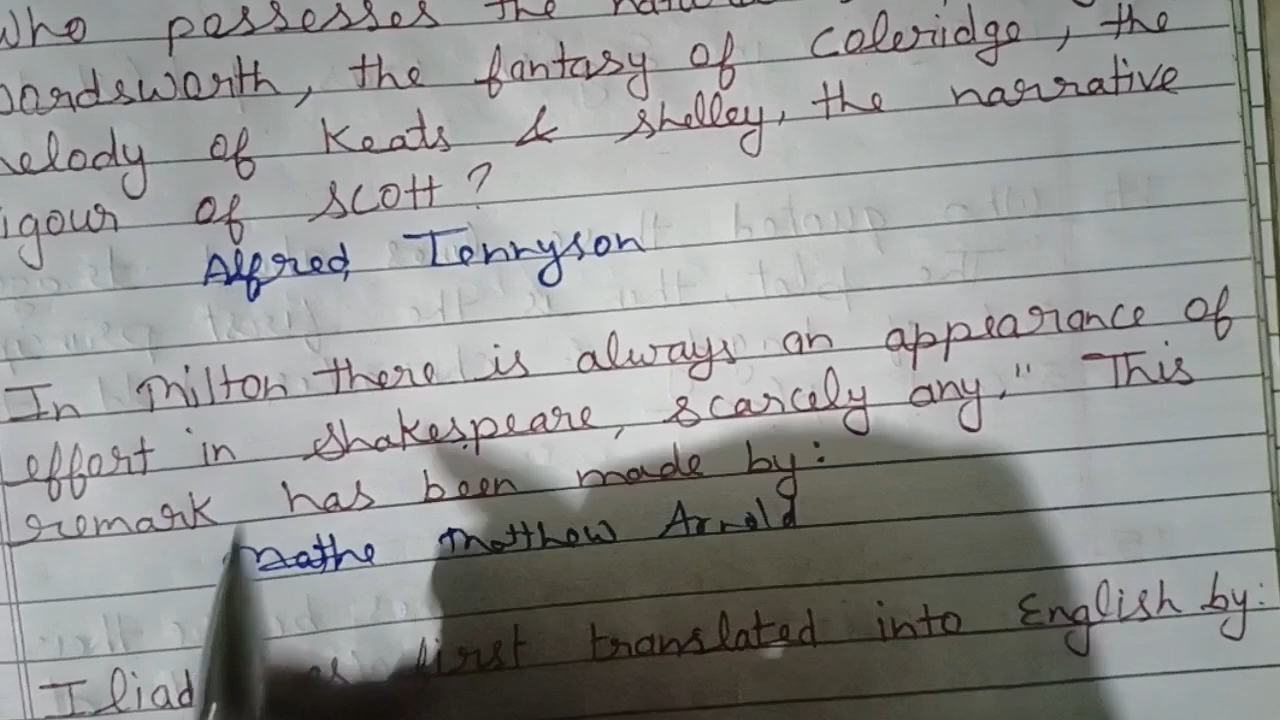 who possesses the
wordsworth, the fantasy of coleridge, the
melody of Keats & shelley, the narrative
vigour of scott?
Alfred Tennyson
In Milton there is always an appearance of
effort in shakespeare, scarcely any." This
remark has been made by:
Mathe Matthew Arnold
Iliad first translated into English by: